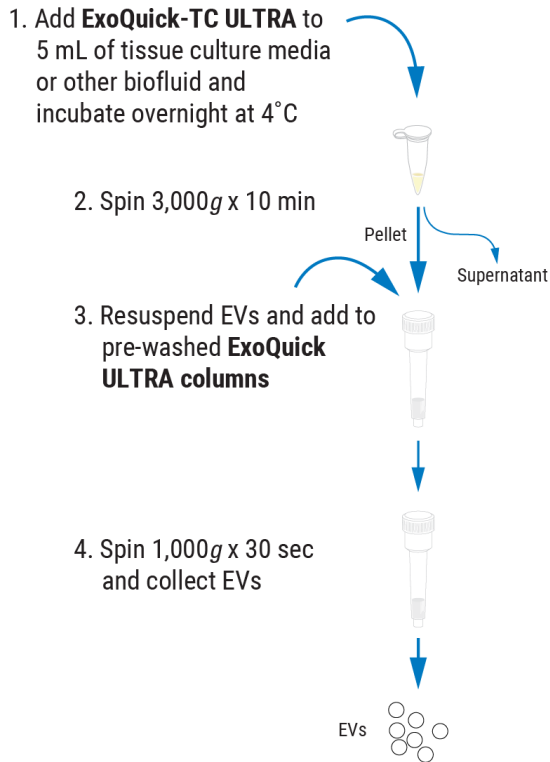 1. Add ExoQuick-TC ULTRA to
5 mL of tissue culture media
or other biofluid and
incubate overnight at 4˚C
2. Spin 3,000g x 10 min
Pellet
Supernatant
3. Resuspend EVs and add to
pre-washed ExoQuick
ULTRA columns
4. Spin 1,000g x 30 sec
and collect EVs
EVs